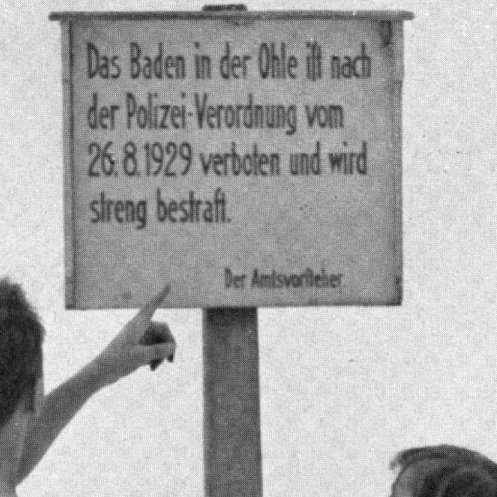 Das Baden in der Ohle iſt nach
der Polizei-Verordnung vom
26.8.1929 verboten und wird
streng bestraft.
Der Amtsvorſteher